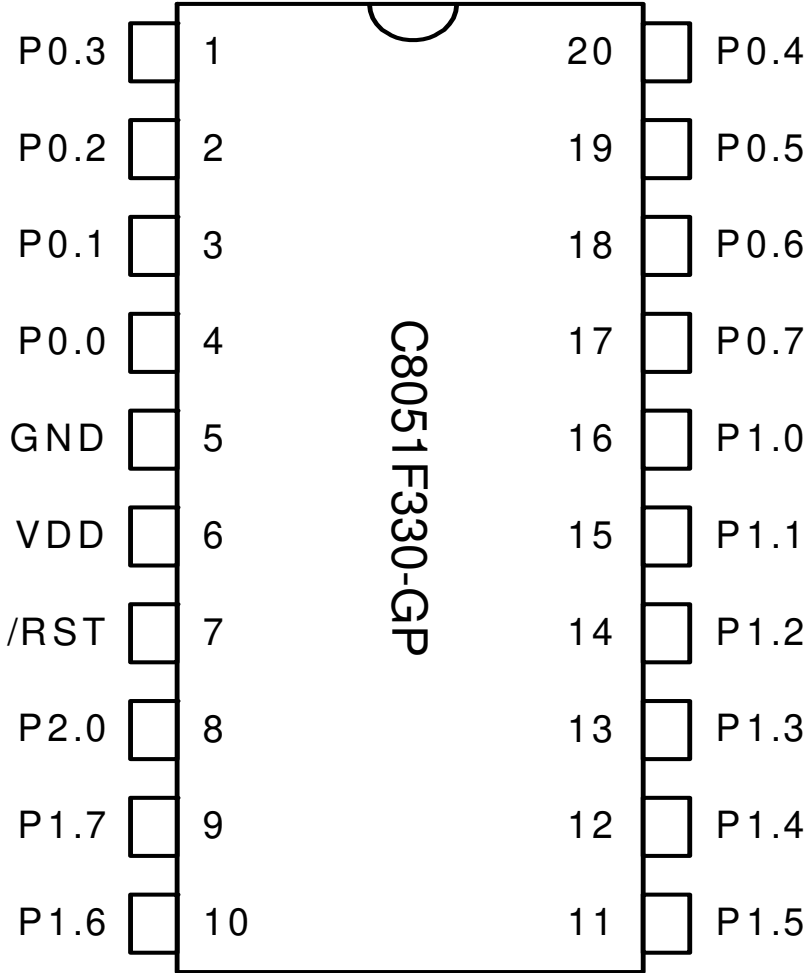 P0.3 1 20 P0.4
P0.2 2 19 P0.5
P0.1 3 18 P0.6
P0.0 4 17 P0.7
GND 5 16 P1.0
VDD 6 15 P1.1
/RST 7 14 P1.2
P2.0 8 13 P1.3
P1.7 9 12 P1.4
P1.6 10 11 P1.5
C8051F330-GP